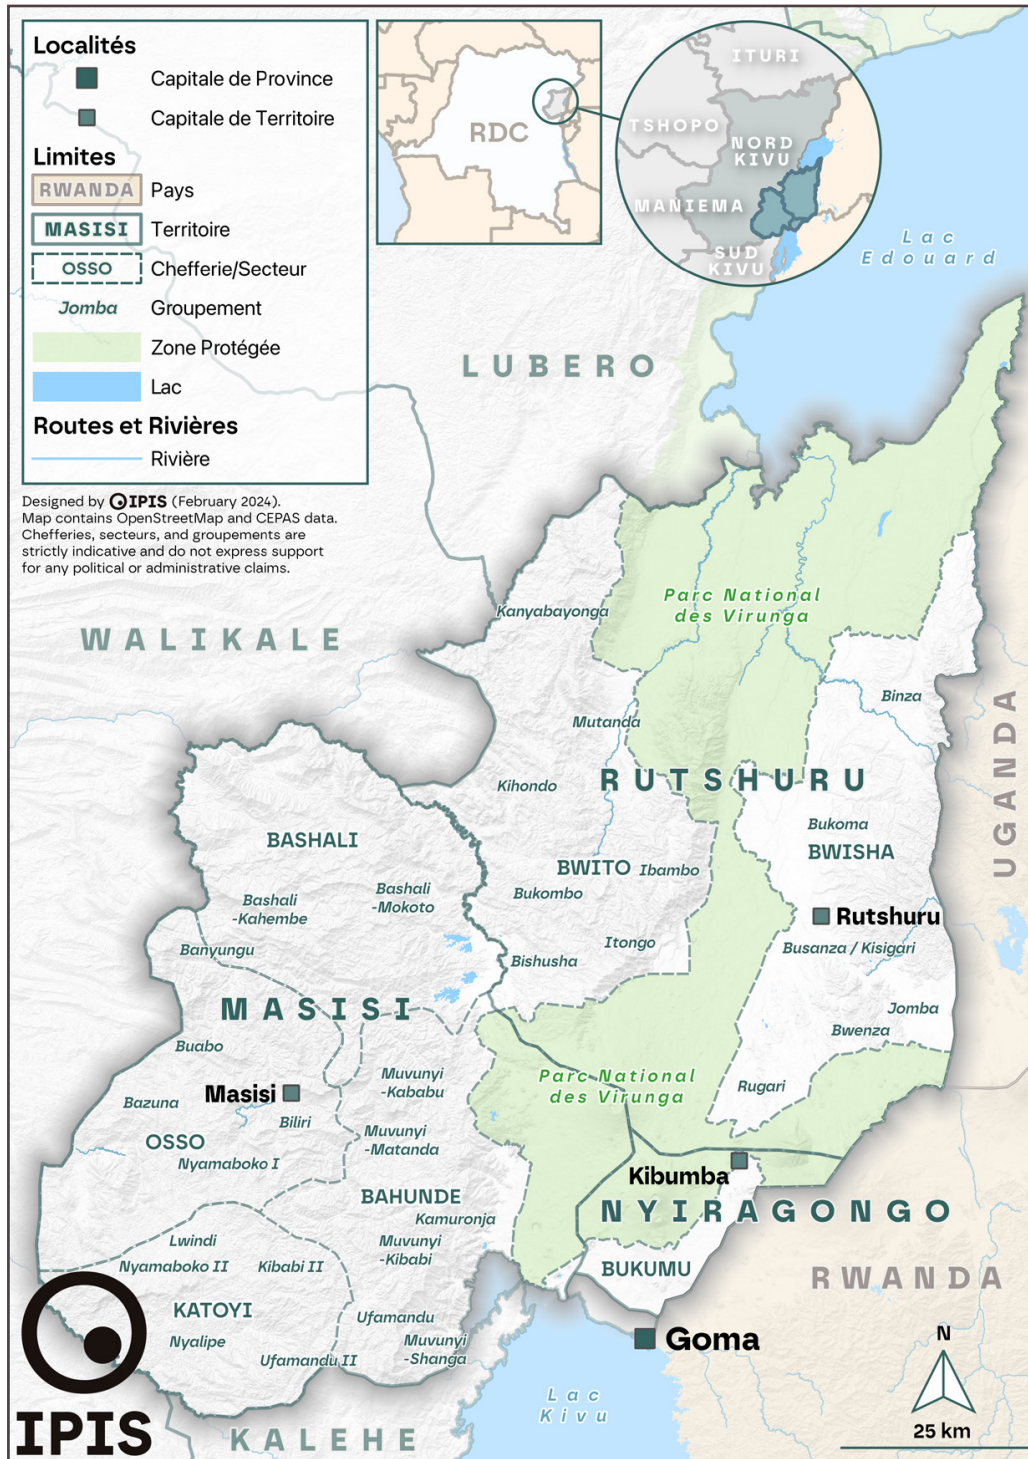 Localités
Capitale de Province
Capitale de Territoire
Limites
RWANDA Pays
MASISI Territoire
OSSO Chefferie/Secteur
Jomba Groupement
Zone Protégée
Lac
Routes et Rivières
Rivière
Designed by IPIS (February 2024).
Map contains OpenStreetMap and CEPAS data.
Chefferies, secteurs, and groupements are
strictly indicative and do not express support
for any political or administrative claims.
RDC
ITURI
TSHOPO
NORD
KIVU
MANIEMA
SUD
KIVU
Lac
Edouard
LUBERO
WALIKALE
Kanyabayonga
Parc National
des Virunga
UGANDA
Binza
Mutanda
RUTSHURU
Kihondo
Bukoma
BWISHA
BASHALI
BWITO
Ibambo
Bukombo
Bashali
-Mokoto
Bashali
-Kahembe
Rutshuru
Itongo
Busanza / Kisigari
Banyungu
Bishusha
MASISI
Jomba
Bwenza
Buabo
Muvunyi
-Kababu
Parc National
des Virunga
Rugari
Masisi
Bazuna
Biliri
OSSO
Muvunyi
-Matanda
Nyamaboko I
Kibumba
BAHUNDE
NYIRAGONGO
Kamuronja
Lwindi
Muvunyi
-Kibabi
Nyamaboko II
Kibabi II
BUKUMU
RWANDA
KATOYI
Ufamandu
Nyalipe
Muvunyi
-Shanga
Ufamandu II
Goma
Lac
Kivu
KALEHE
IPIS
N
25 km